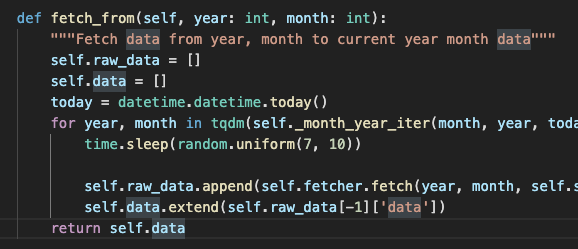 def fetch_from(self, year: int, month: int):
"""Fetch data from year, month to current year month data"""
self.raw_data = []
self.data = []
today = datetime.datetime.today()
for year, month in tqdm(self._month_year_iter(month, year, toda
time.sleep(random.uniform(7, 10))
self.raw_data.append(self.fetcher.fetch(year, month, self.s
self.data.extend(self.raw_data[-1]['data'])
return self.data